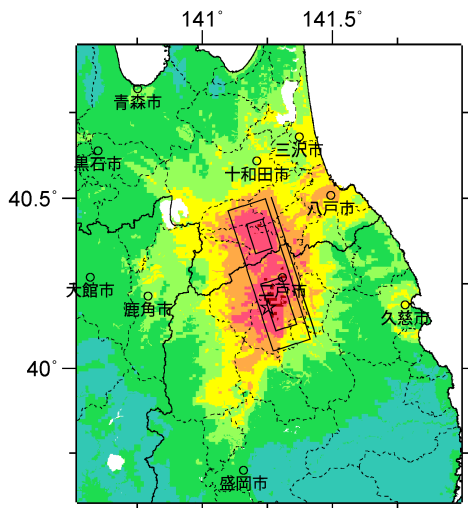 141° 141.5°
青森市
三沢市
黒石市
十和田市
40.5°
八戸市
大館市
二戸市
鹿角市
久慈市
40°
盛岡市